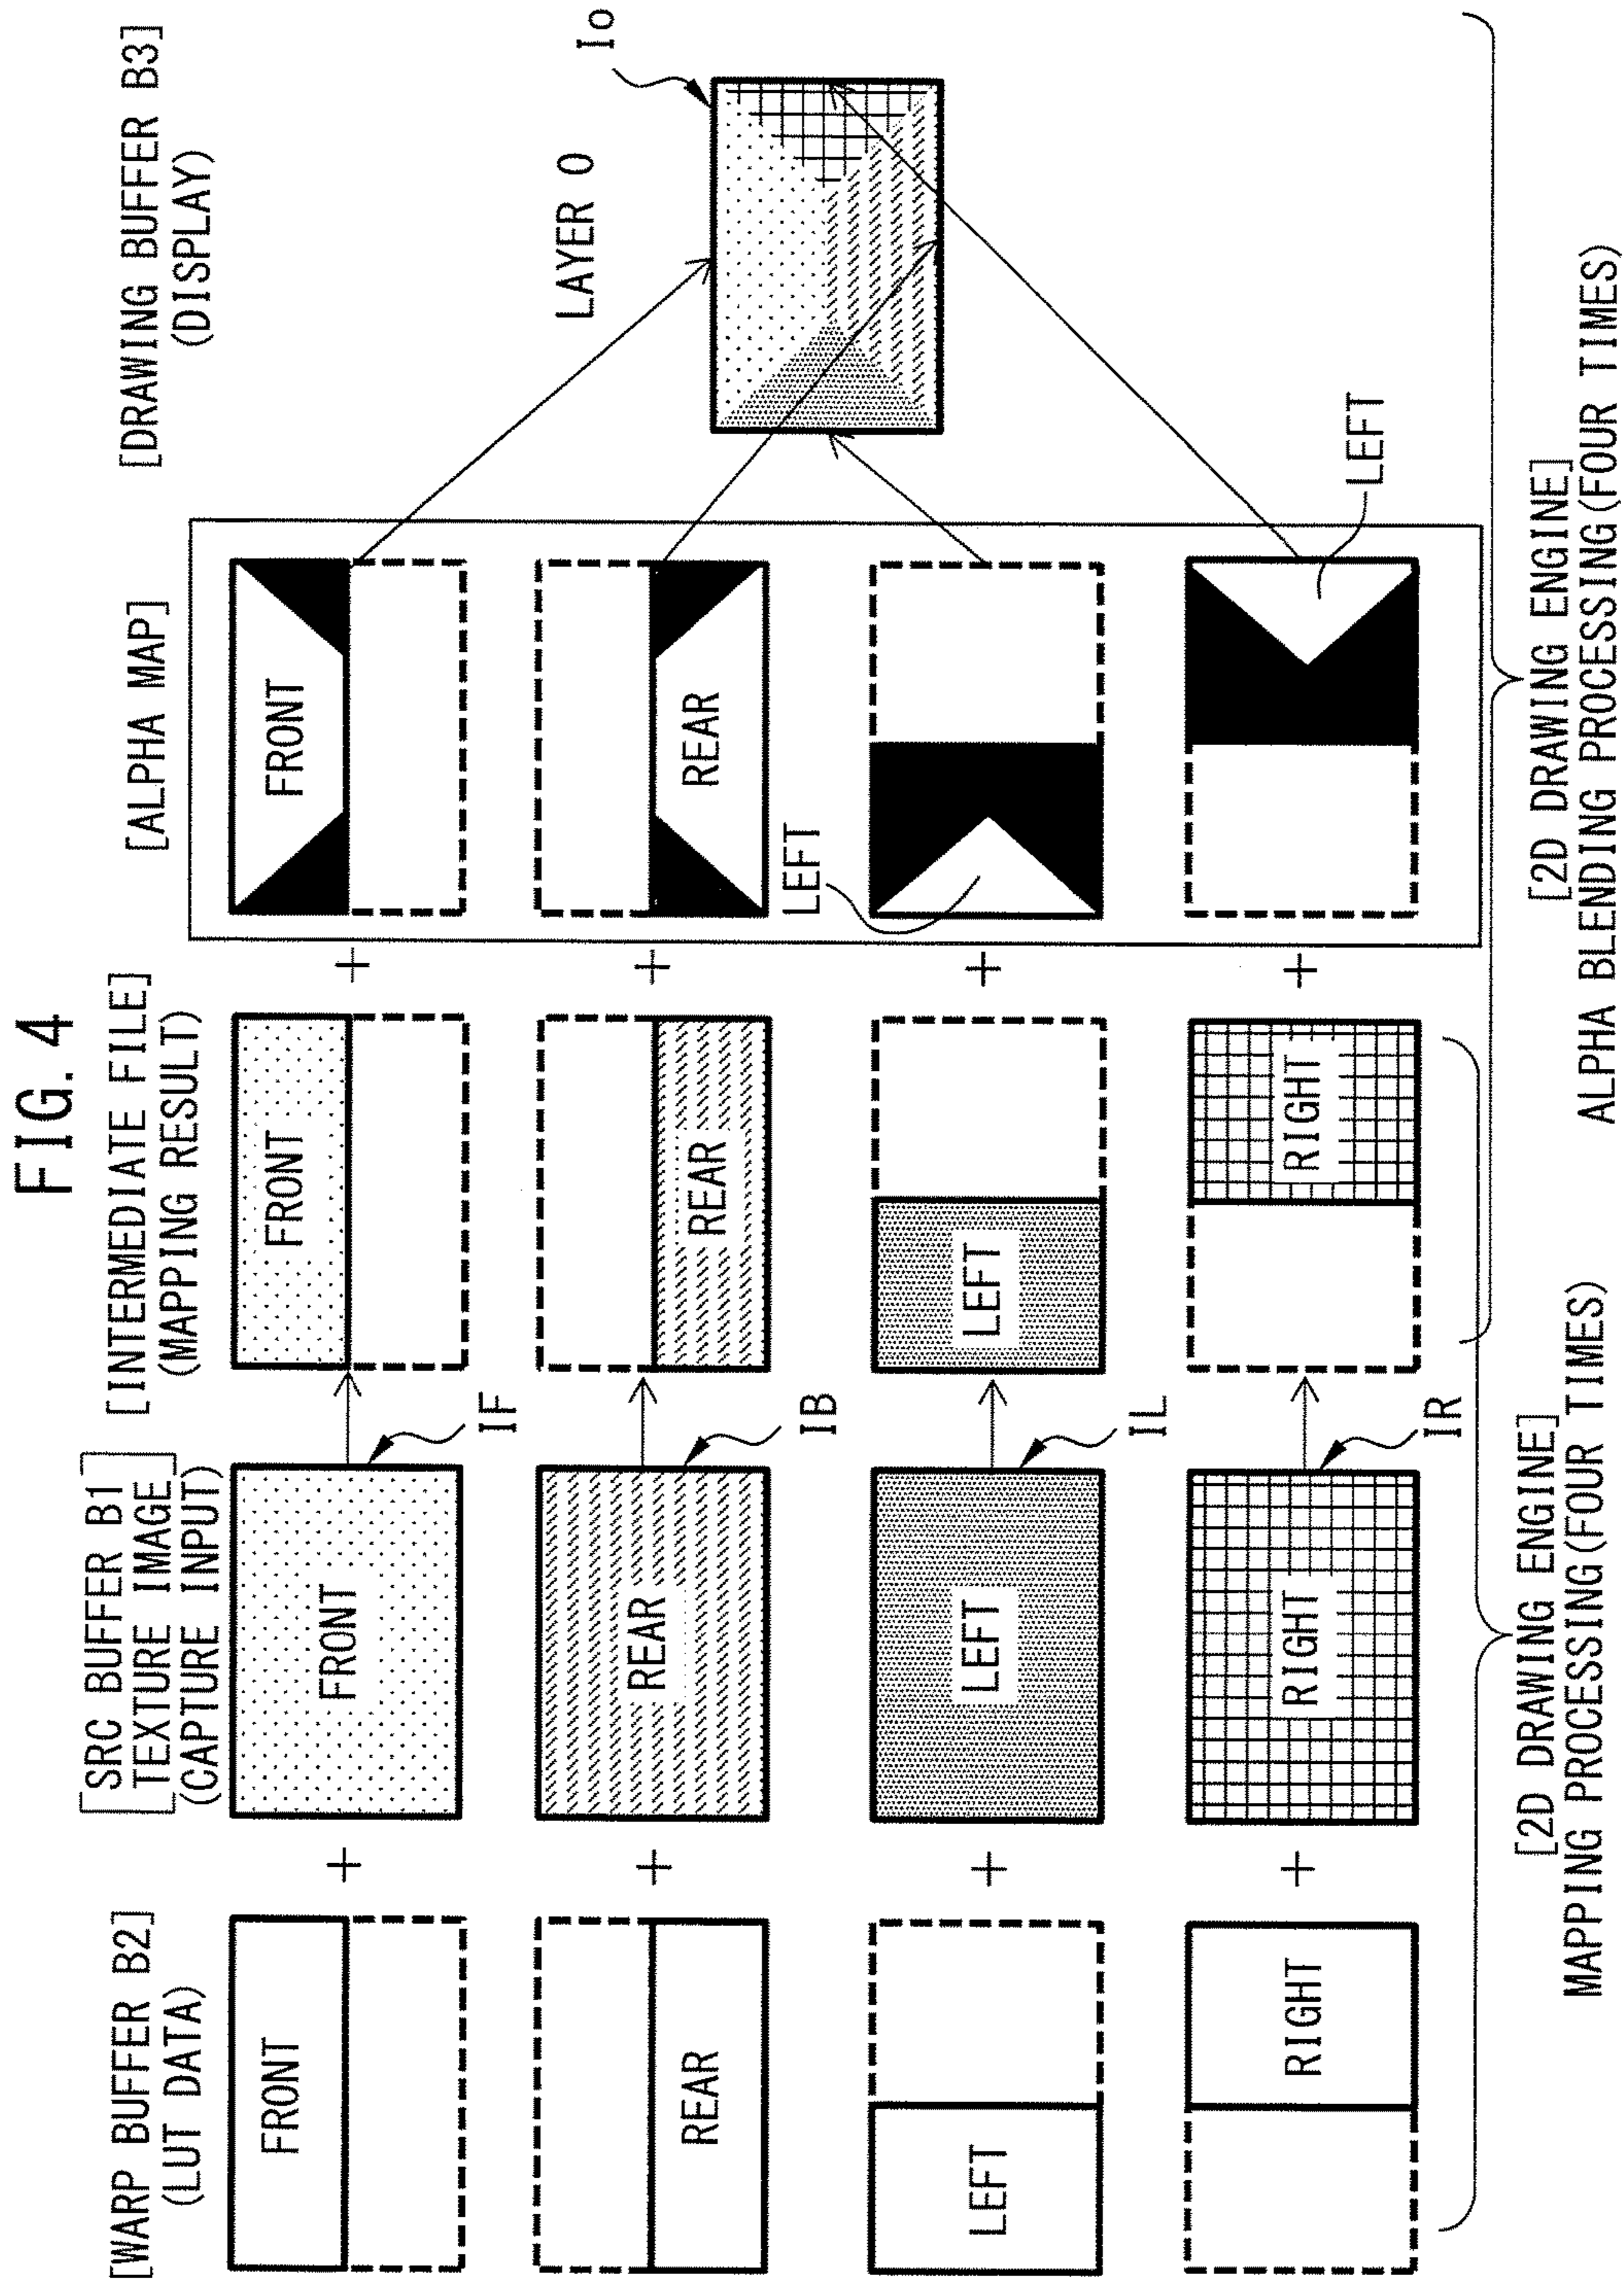 FIG. 4
[WARP BUFFER B2]
(LUT DATA)
[SRC BUFFER B1
TEXTURE IMAGE]
(CAPTURE INPUT)
[INTERMEDIATE FILE]
(MAPPING RESULT)
[ALPHA MAP]
[DRAWING BUFFER B3]
(DISPLAY)
FRONT
+
FRONT
IF
FRONT
+
FRONT
LAYER 0
Io
REAR
+
REAR
IB
REAR
+
REAR
LEFT
+
LEFT
IL
LEFT
+
LEFT
RIGHT
+
RIGHT
IR
RIGHT
+
LEFT
[2D DRAWING ENGINE]
MAPPING PROCESSING(FOUR TIMES)
[2D DRAWING ENGINE]
ALPHA BLENDING PROCESSING(FOUR TIMES)